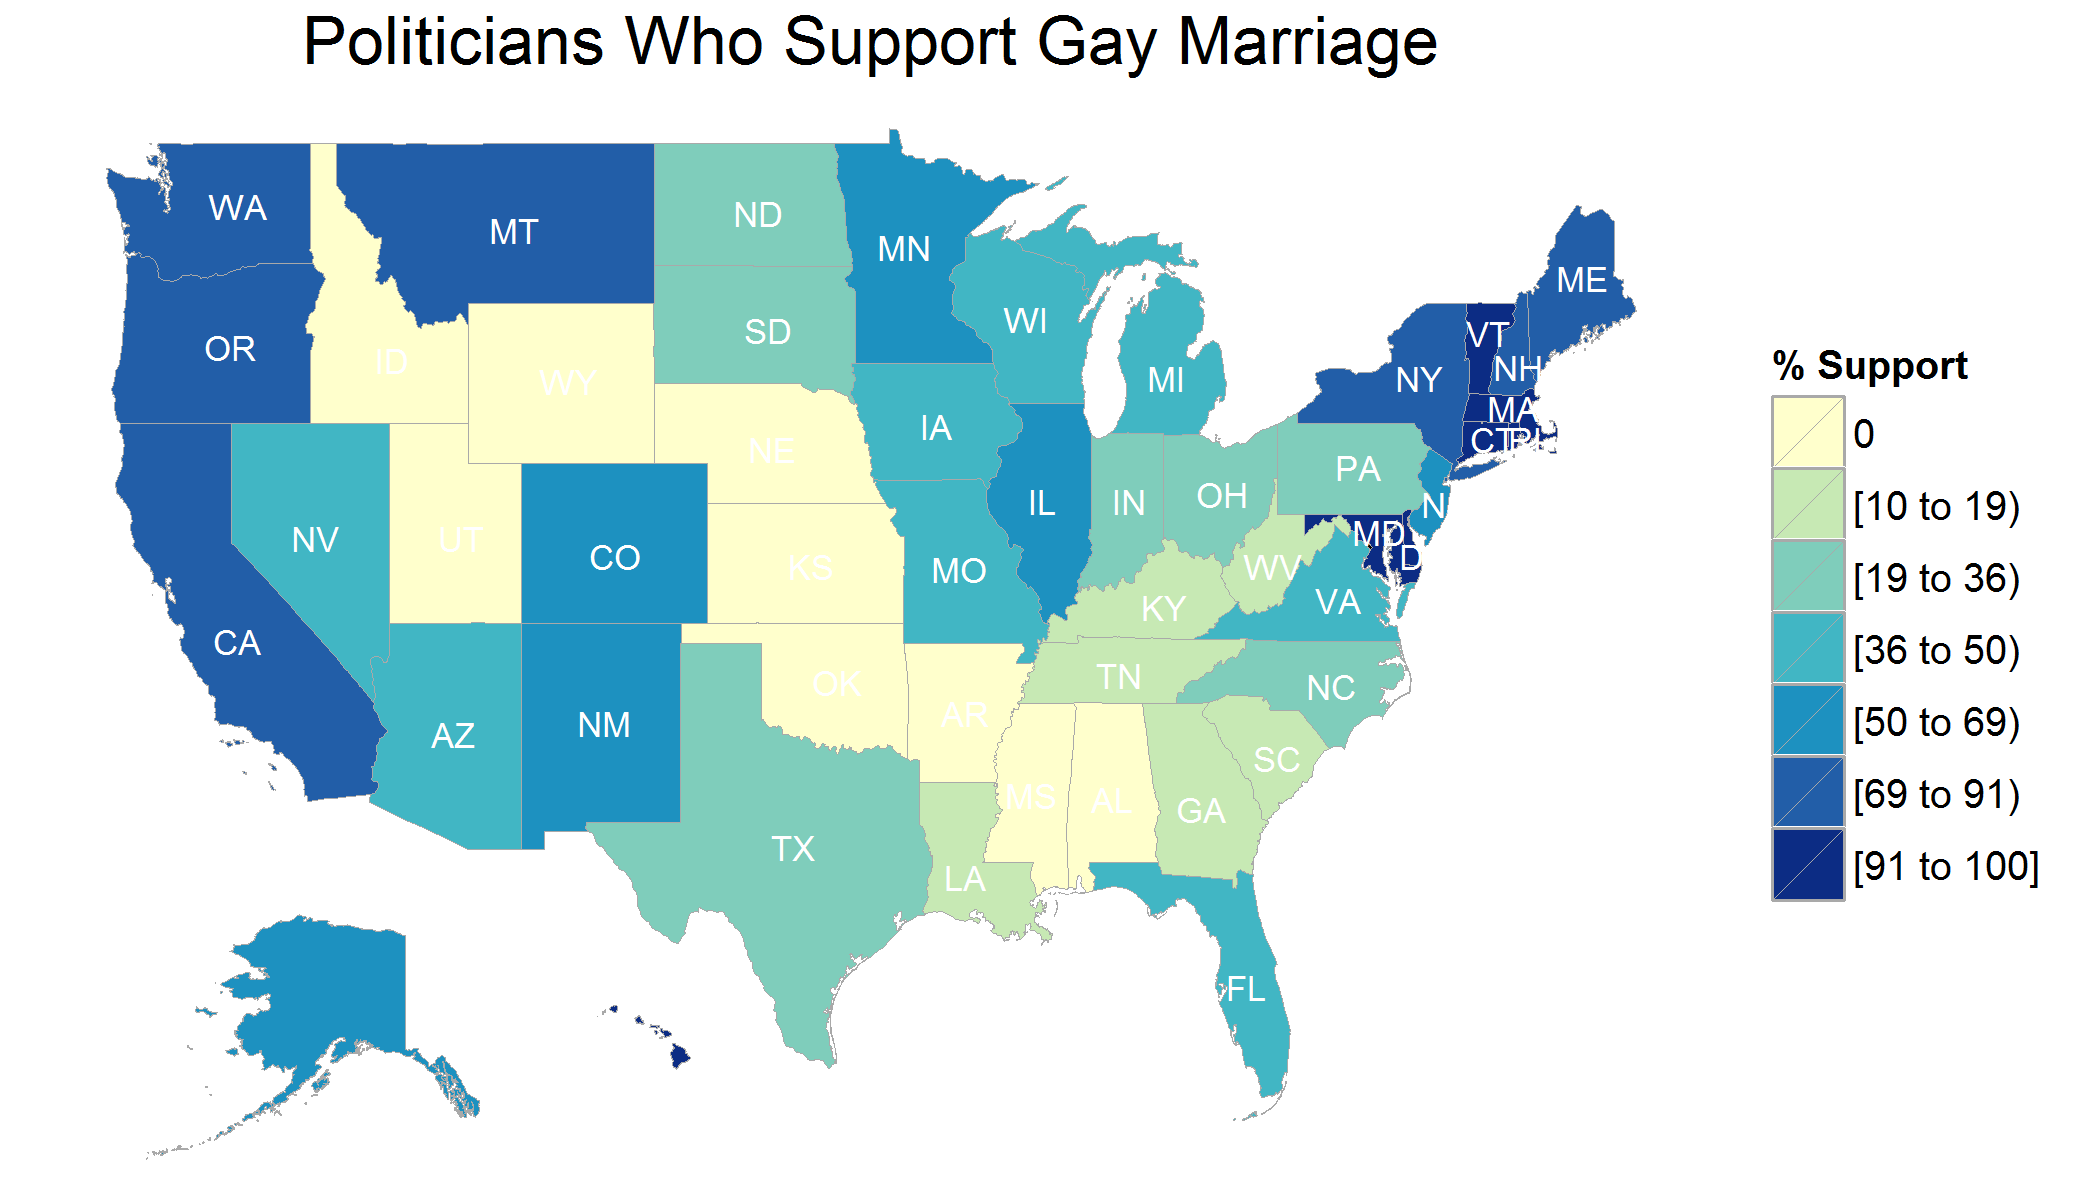 Politicians Who Support Gay Marriage
WA
MT
ND
MN
ME
OR
ID
WY
SD
WI
MI
NY
VT
NH
MA
CT
RI
NV
UT
CO
NE
KS
IA
IL
IN
OH
PA
N
MD
D
MO
WV
VA
KY
CA
AZ
NM
OK
AR
TN
NC
SC
MS
AL
GA
TX
LA
FL
% Support
0
[10 to 19)
[19 to 36)
[36 to 50)
[50 to 69)
[69 to 91)
[91 to 100]